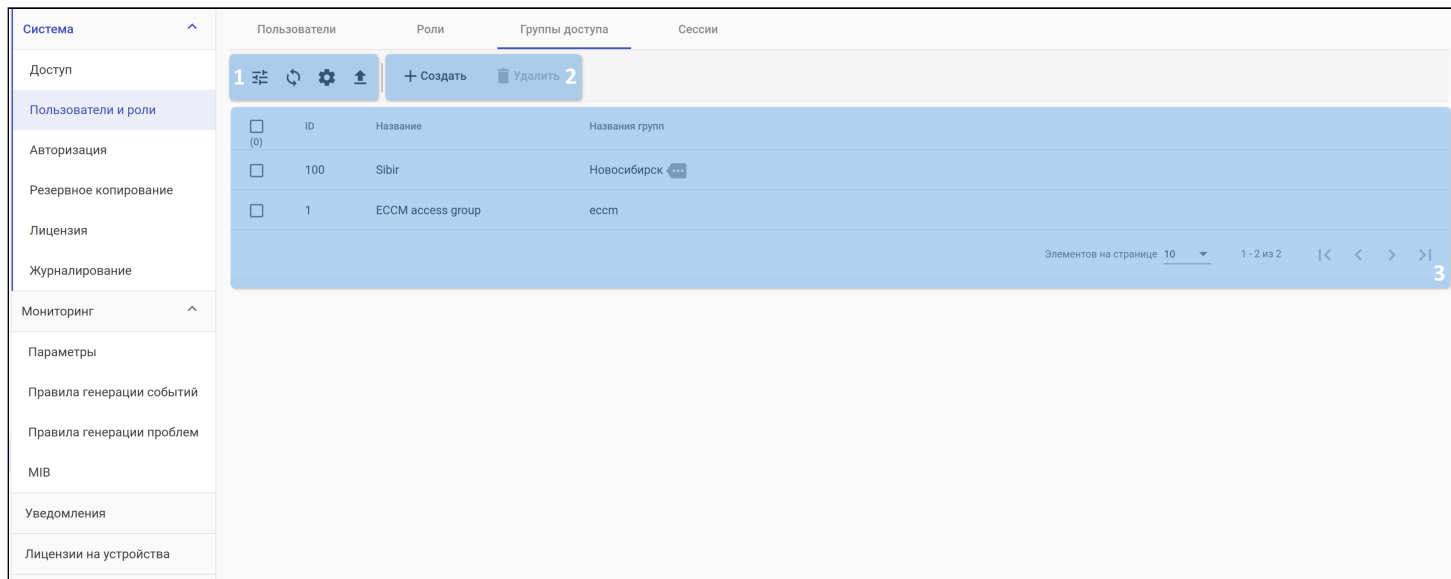 Система
Доступ
Пользователи и роли
Авторизация
Резервное копирование
Лицензия
Журналирование
Мониторинг
Параметры
Правила генерации событий
Правила генерации проблем
MIB
Уведомления
Лицензии на устройства
Пользователи Роли Группы доступа Сессии
1 Создать Удалить 2
(0) ID Название Названия групп
100 Sibir Новосибирск
1 ECCM access group eccm
Элементов на странице 10 1 - 2 из 2
3